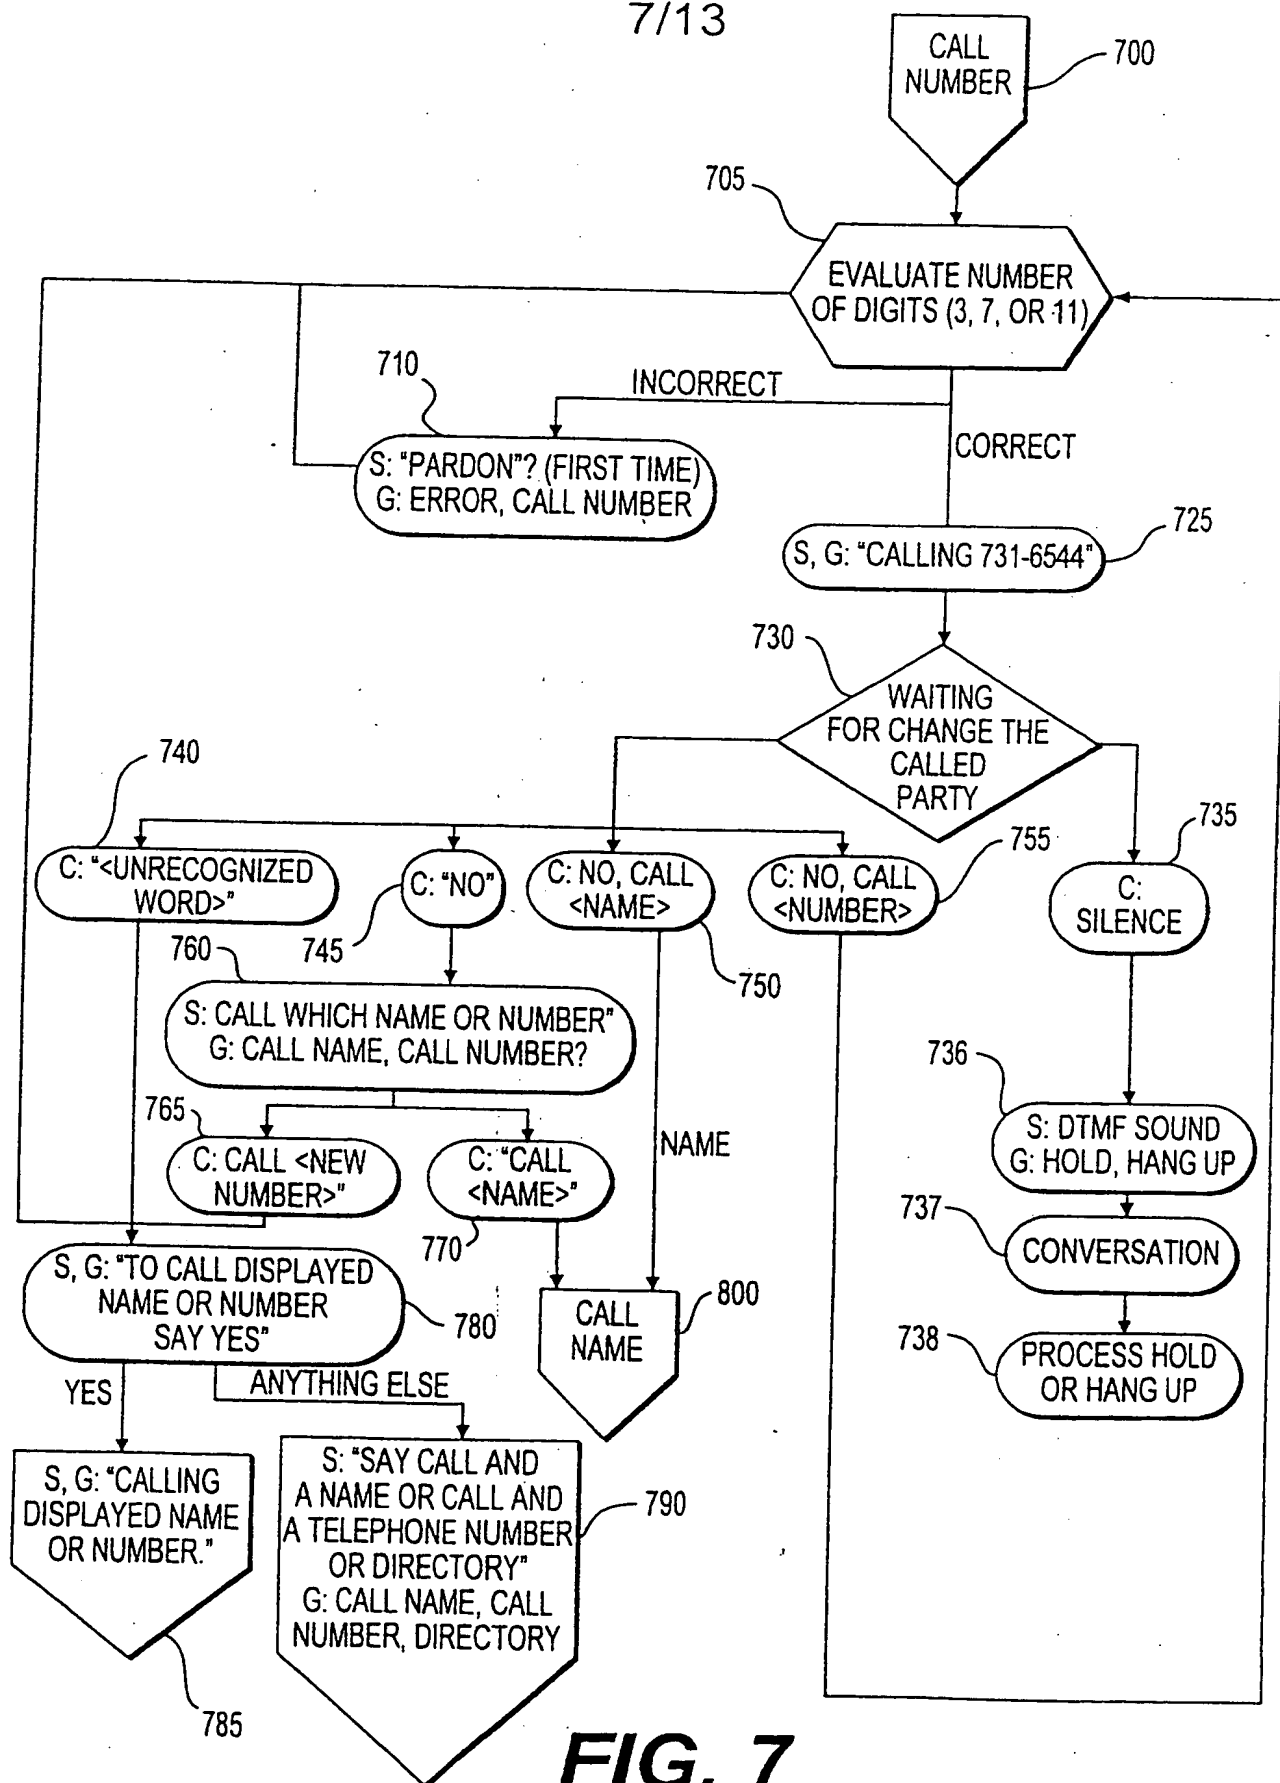 7/13
CALL
NUMBER
700
705
EVALUATE NUMBER
OF DIGITS (3, 7, OR 11)
710
INCORRECT
CORRECT
S: "PARDON"? (FIRST TIME)
G: ERROR, CALL NUMBER
725
S, G: "CALLING 731-6544"
730
WAITING
FOR CHANGE THE
CALLED
PARTY
740
735
755
C: "<UNRECOGNIZED
WORD>"
C: "NO"
C: NO, CALL
<NAME>
C: NO, CALL
<NUMBER>
C:
SILENCE
760
745
750
S: CALL WHICH NAME OR NUMBER"
G: CALL NAME, CALL NUMBER?
736
765
NAME
S: DTMF SOUND
G: HOLD, HANG UP
C: CALL <NEW
NUMBER>"
C: "CALL
<NAME>"
737
770
CONVERSATION
S, G: "TO CALL DISPLAYED
NAME OR NUMBER
SAY YES"
780
CALL
NAME
800
738
PROCESS HOLD
OR HANG UP
YES
ANYTHING ELSE
S, G: "CALLING
DISPLAYED NAME
OR NUMBER."
S: "SAY CALL AND
A NAME OR CALL AND
A TELEPHONE NUMBER
OR DIRECTORY"
G: CALL NAME, CALL
NUMBER, DIRECTORY
790
785
FIG. 7